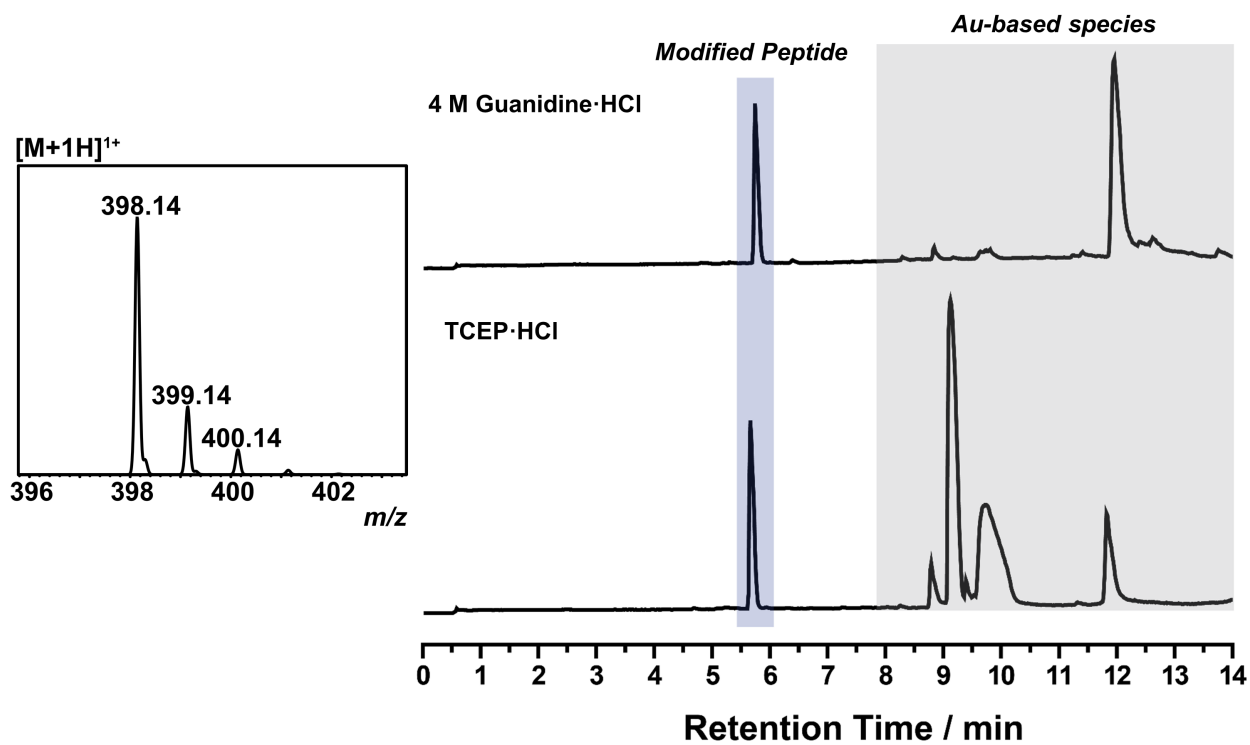 [M+1H]¹⁺
398.14
399.14
400.14
396 398 400 402
m/z
Modified Peptide
Au-based species
4 M Guanidine·HCl
TCEP·HCl
0 1 2 3 4 5 6 7 8 9 10 11 12 13 14
Retention Time / min